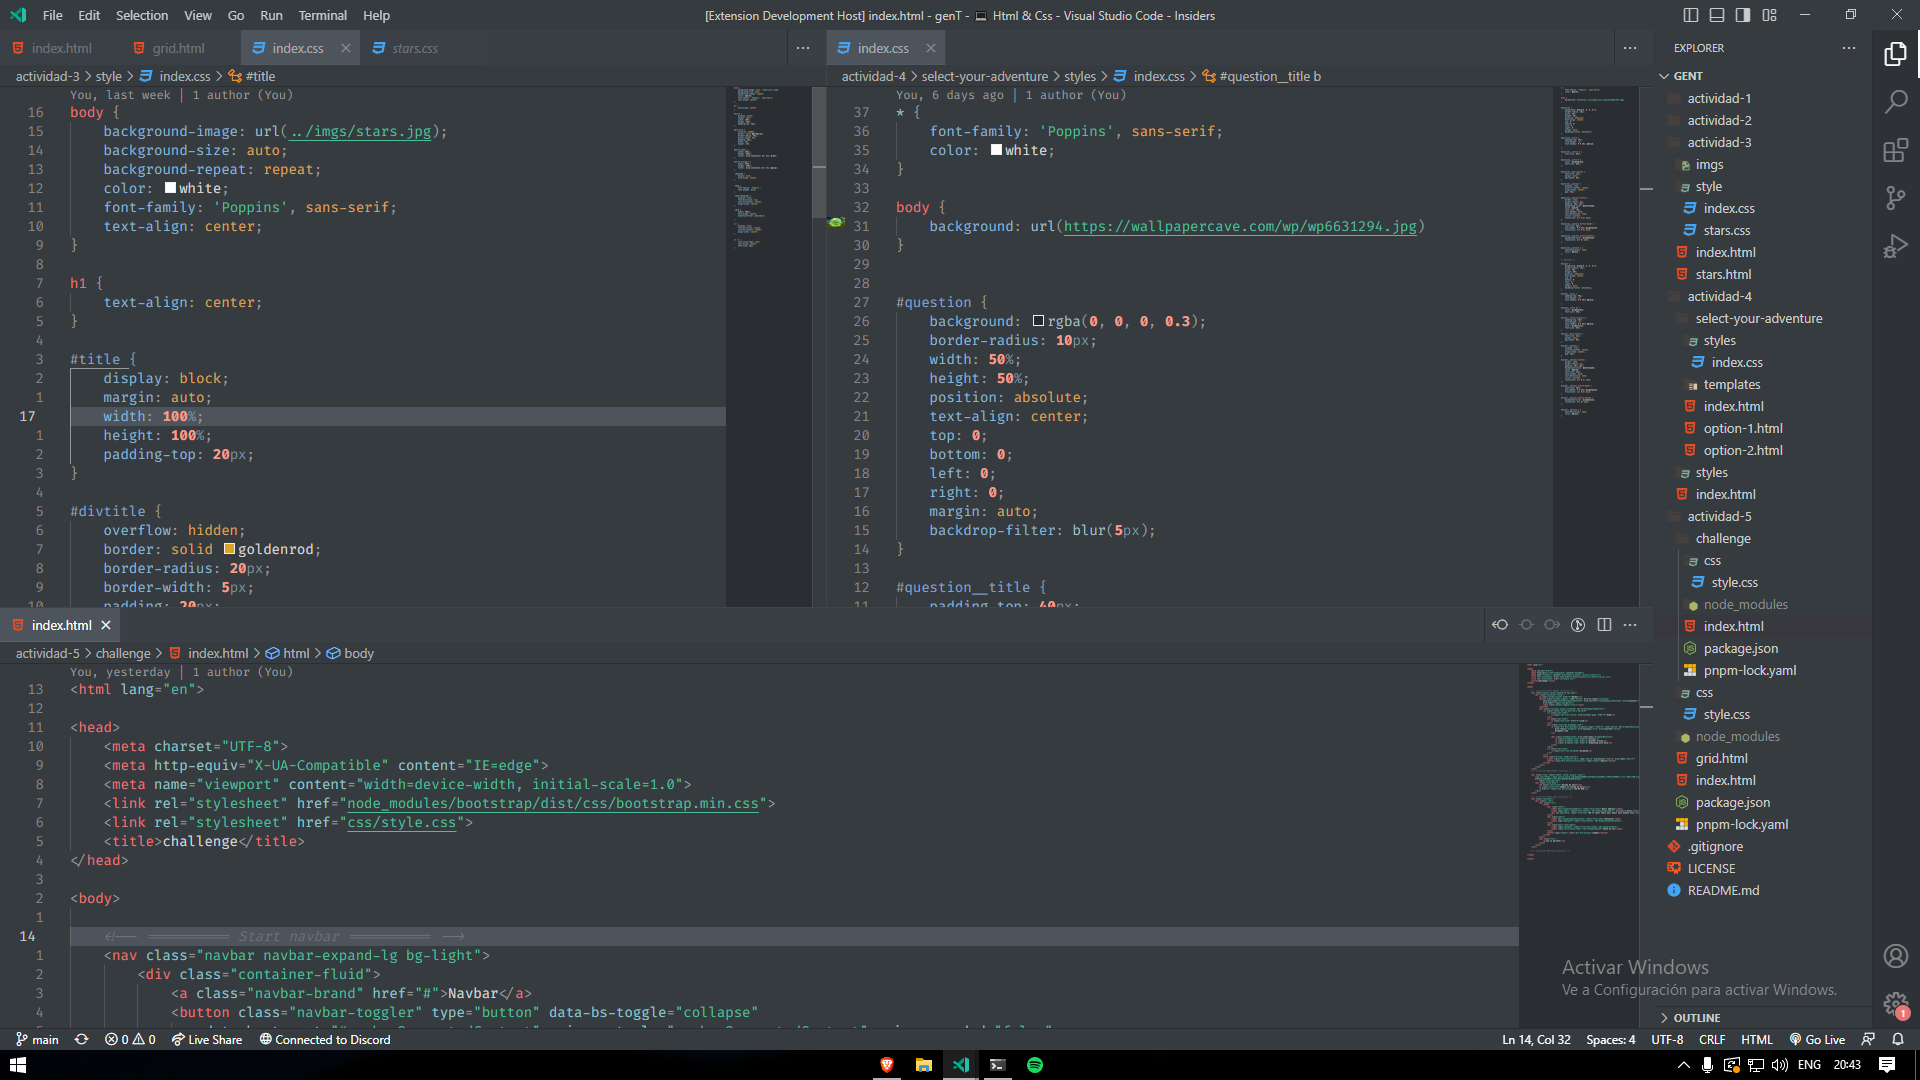 File Edit Selection View Go Run Terminal Help
[Extension Development Host] index.html - genT - 💻 Html & Css - Visual Studio Code - Insiders
index.html grid.html index.css stars.css
actividad-3 > style > index.css > #title
You, last week | 1 author (You)
16 body {
15 background-image: url(../imgs/stars.jpg);
14 background-size: auto;
13 background-repeat: repeat;
12 color: white;
11 font-family: 'Poppins', sans-serif;
10 text-align: center;
9 }
8
7 h1 {
6 text-align: center;
5 }
4
3 #title {
2 display: block;
1 margin: auto;
17 width: 100%;
1 height: 100%;
2 padding-top: 20px;
3 }
4
5 #divtitle {
6 overflow: hidden;
7 border: solid goldenrod;
8 border-radius: 20px;
9 border-width: 5px;
10 padding: 20px;
index.css
actividad-4 > select-your-adventure > styles > index.css > #question__title b
You, 6 days ago | 1 author (You)
37 * {
36 font-family: 'Poppins', sans-serif;
35 color: white;
34 }
33
32 body {
31 background: url(https://wallpapercave.com/wp/wp6631294.jpg)
30 }
29
28
27 #question {
26 background: rgba(0, 0, 0, 0.3);
25 border-radius: 10px;
24 width: 50%;
23 height: 50%;
22 position: absolute;
21 text-align: center;
20 top: 0;
19 bottom: 0;
18 left: 0;
17 right: 0;
16 margin: auto;
15 backdrop-filter: blur(5px);
14 }
13
12 #question__title {
11 padding-top: 40px;
index.html
actividad-5 > challenge > index.html > html > body
You, yesterday | 1 author (You)
13 <html lang="en">
12
11 <head>
10 <meta charset="UTF-8">
9 <meta http-equiv="X-UA-Compatible" content="IE=edge">
8 <meta name="viewport" content="width=device-width, initial-scale=1.0">
7 <link rel="stylesheet" href="node_modules/bootstrap/dist/css/bootstrap.min.css">
6 <link rel="stylesheet" href="css/style.css">
5 <title>challenge</title>
4 </head>
3
2 <body>
1
14 <!-- ========== Start navbar ========== -->
1 <nav class="navbar navbar-expand-lg bg-light">
2 <div class="container-fluid">
3 <a class="navbar-brand" href="#">Navbar</a>
4 <button class="navbar-toggler" type="button" data-bs-toggle="collapse"
EXPLORER
GENT
actividad-1
actividad-2
actividad-3
imgs
style
index.css
stars.css
index.html
stars.html
actividad-4
select-your-adventure
styles
index.css
templates
index.html
option-1.html
option-2.html
styles
index.html
actividad-5
challenge
css
style.css
node_modules
index.html
package.json
pnpm-lock.yaml
css
style.css
node_modules
grid.html
index.html
package.json
pnpm-lock.yaml
.gitignore
LICENSE
README.md
OUTLINE
1
Activar Windows
Ve a Configuración para activar Windows.
main 0 0 Live Share Connected to Discord Ln 14, Col 32 Spaces: 4 UTF-8 CRLF HTML Go Live
ENG 20:43